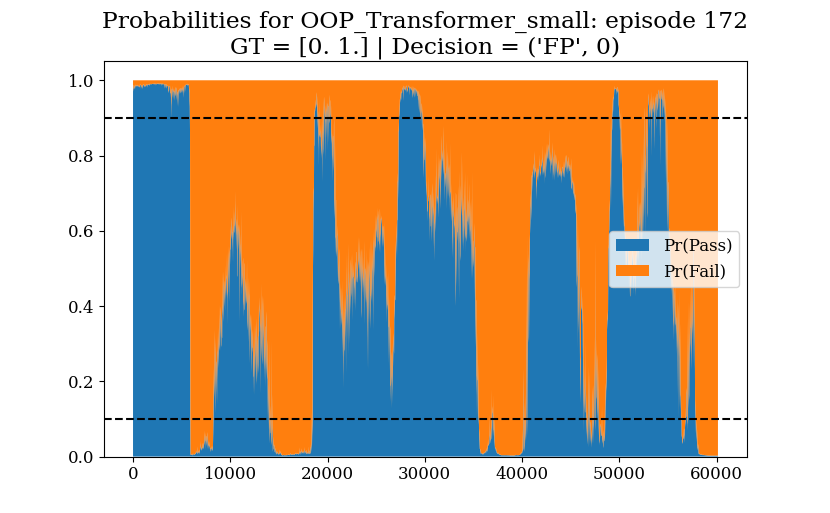 Probabilities for OOP_Transformer_small: episode 172
GT = [0. 1.] | Decision = ('FP', 0)
1.0
0.8
0.6
0.4
0.2
0.0
Pr(Pass)
Pr(Fail)
0 10000 20000 30000 40000 50000 60000